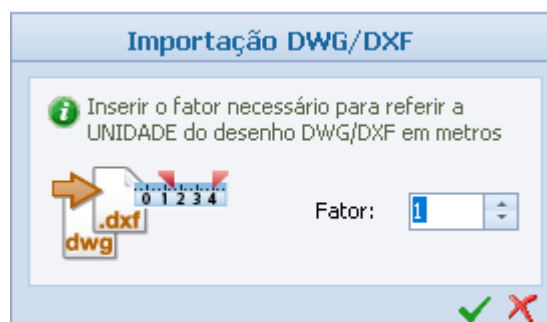 Importação DWG/DXF
Inserir o fator necessário para referir a
UNIDADE do desenho DWG/DXF em metros
0 1 2 3 4
.dxf
dwg
Fator:
1